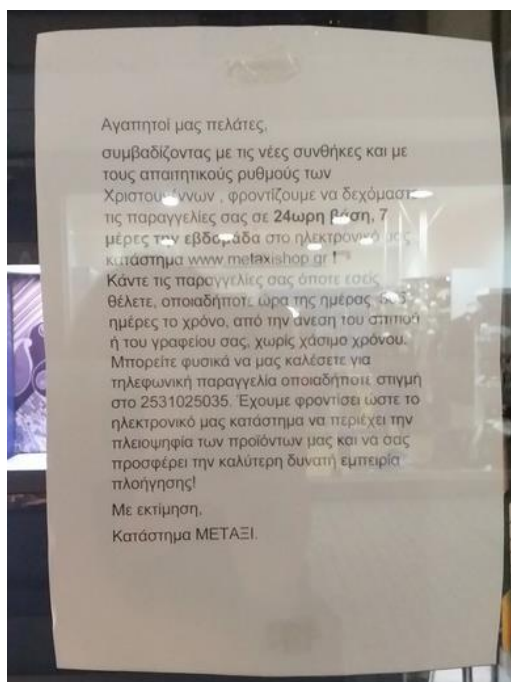 Αγαπητοί μας πελάτες,
συμβαδίζοντας με τις νέες συνθήκες και με
τους απαιτητικούς ρυθμούς των
Χριστουγέννων , φροντίζουμε να δεχόμαστε
τις παραγγελίες σας σε 24ωρη βάση, 7
μέρες την εβδομάδα στο ηλεκτρονικό μας
κατάστημα www.metaxishop.gr !
Κάντε τις παραγγελίες σας όποτε εσείς
θέλετε, οποιαδήποτε ώρα της ημέρας, 365
ημέρες το χρόνο, από την άνεση του σπιτιού
ή του γραφείου σας, χωρίς χάσιμο χρόνου.
Μπορείτε φυσικά να μας καλέσετε για
τηλεφωνική παραγγελία οποιαδήποτε στιγμή
στο 2531025035. Έχουμε φροντίσει ώστε το
ηλεκτρονικό μας κατάστημα να περιέχει την
πλειοψηφία των προϊόντων μας και να σας
προσφέρει την καλύτερη δυνατή εμπειρία
πλοήγησης!
Με εκτίμηση,
Κατάστημα ΜΕΤΑΞΙ.